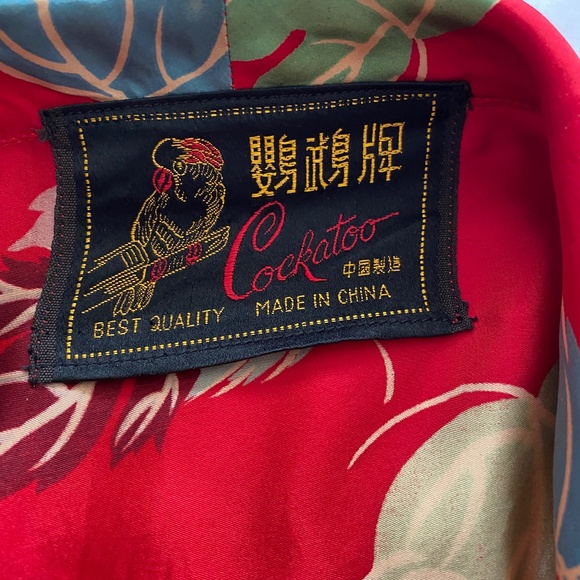 鸚鵡牌
Cockatoo
中國製造
BEST QUALITY MADE IN CHINA